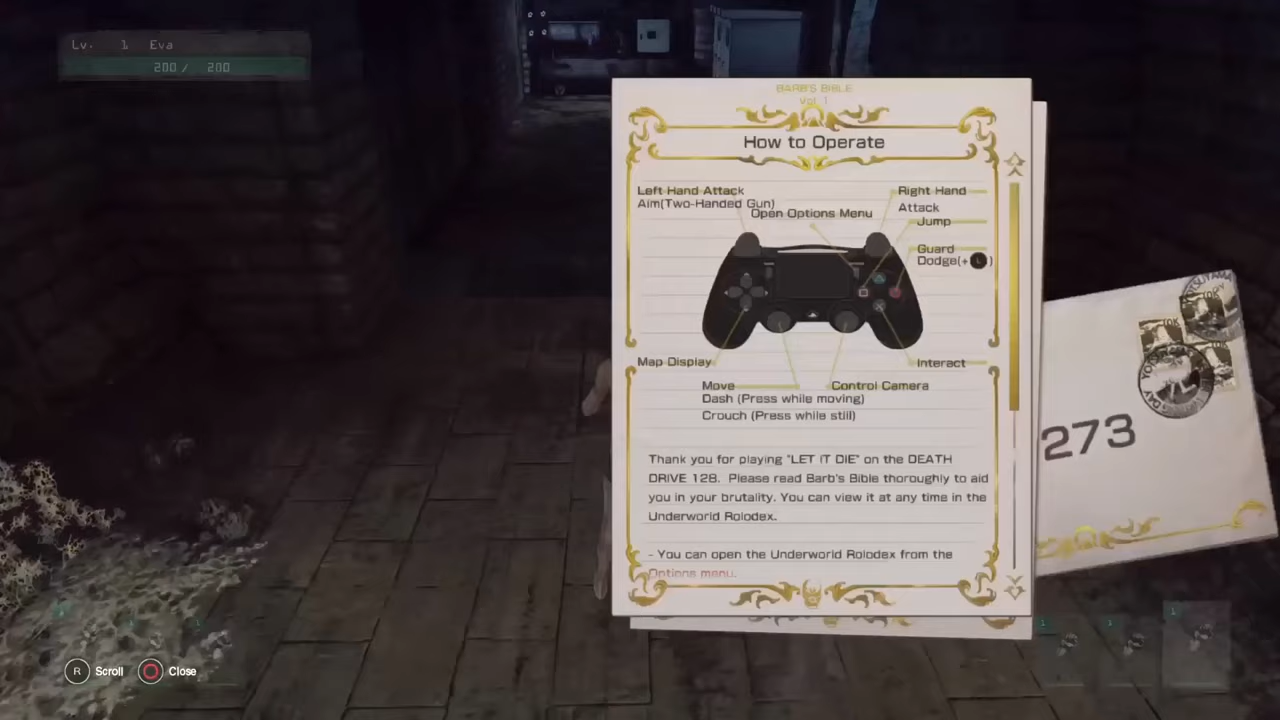 Lv. 1 Eva
200 / 200
BARB'S BIBLE
Vol. 1
How to Operate
Left Hand Attack
Aim(Two-Handed Gun)
Open Options Menu
Right Hand
Attack
Jump
Guard
Dodge(+L)
Map Display
Interact
Move
Dash (Press while moving)
Crouch (Press while still)
Control Camera
Thank you for playing "LET IT DIE" on the DEATH
DRIVE 128. Please read Barb's Bible thoroughly to aid
you in your brutality. You can view it at any time in the
Underworld Rolodex.
- You can open the Underworld Rolodex from the
Options menu.
273
R Scroll
Close
1
1
1